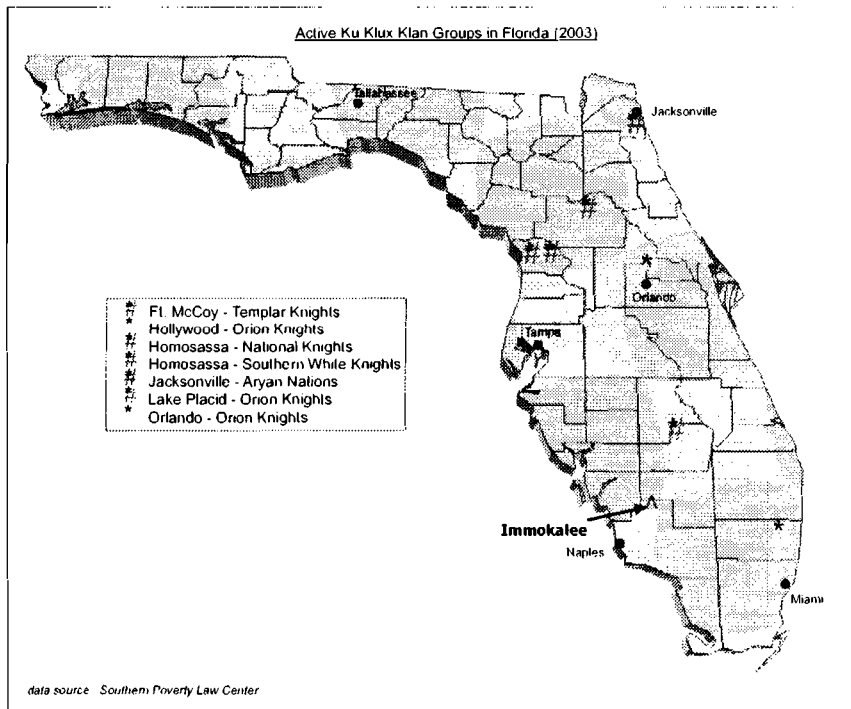 Active Ku Klux Klan Groups in Florida (2003)
Tallahassee
Jacksonville
Orlando
Ft. McCoy - Templar Knights
Hollywood - Orion Knights
Homosassa - National Knights
Homosassa - Southern White Knights
Jacksonville - Aryan Nations
Lake Placid - Orion Knights
Orlando - Orion Knights
Tampa
Immokalee
Naples
Miami
data source Southern Poverty Law Center